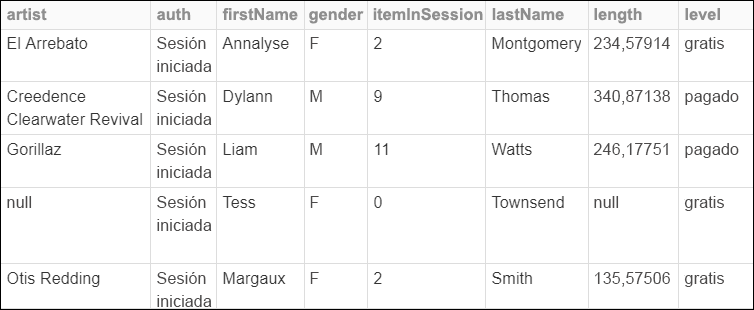 artist auth firstName gender itemInSession lastName length level
El Arrebato Sesión Annalyse F 2 Montgomery 234,57914 gratis
iniciada
Creedence Sesión Dylann M 9 Thomas 340,87138 pagado
Clearwater Revival iniciada
Gorillaz Sesión Liam M 11 Watts 246,17751 pagado
iniciada
null Sesión Tess F 0 Townsend null gratis
iniciada
Otis Redding Sesión Margaux F 2 Smith 135,57506 gratis
iniciada